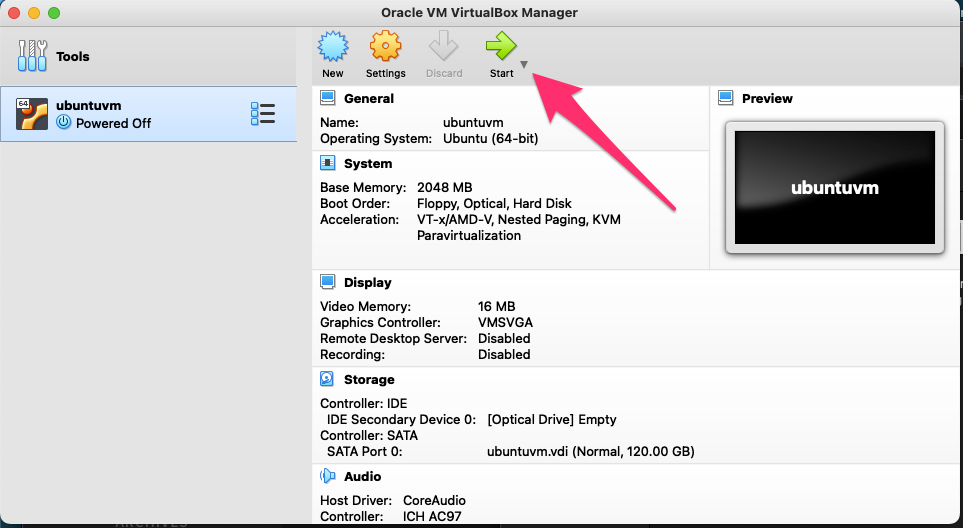 Oracle VM VirtualBox Manager
Tools
New
Settings
Discard
Start
64
ubuntuvm
Powered Off
General
Name: ubuntuvm
Operating System: Ubuntu (64-bit)
Preview
ubuntuvm
System
Base Memory: 2048 MB
Boot Order: Floppy, Optical, Hard Disk
Acceleration: VT-x/AMD-V, Nested Paging, KVM
Paravirtualization
Display
Video Memory: 16 MB
Graphics Controller: VMSVGA
Remote Desktop Server: Disabled
Recording: Disabled
Storage
Controller: IDE
IDE Secondary Device 0: [Optical Drive] Empty
Controller: SATA
SATA Port 0: ubuntuvm.vdi (Normal, 120.00 GB)
Audio
Host Driver: CoreAudio
Controller: ICH AC97